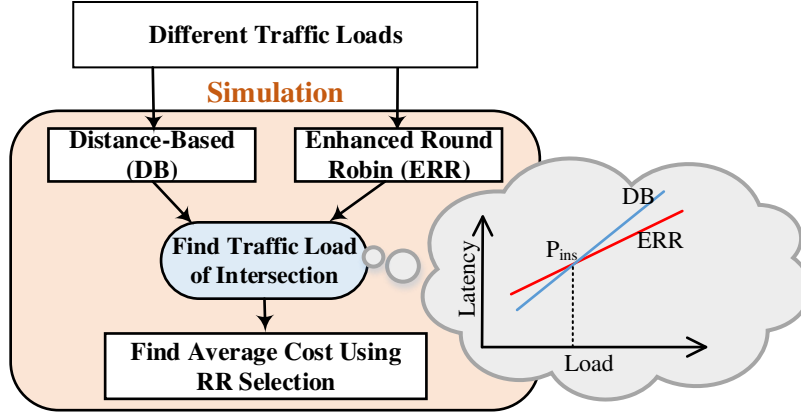 Different Traffic Loads
Simulation
Distance-Based
(DB)
Enhanced Round
Robin (ERR)
Find Traffic Load
of Intersection
Find Average Cost Using
RR Selection
DB
ERR
P_ins
Latency
Load